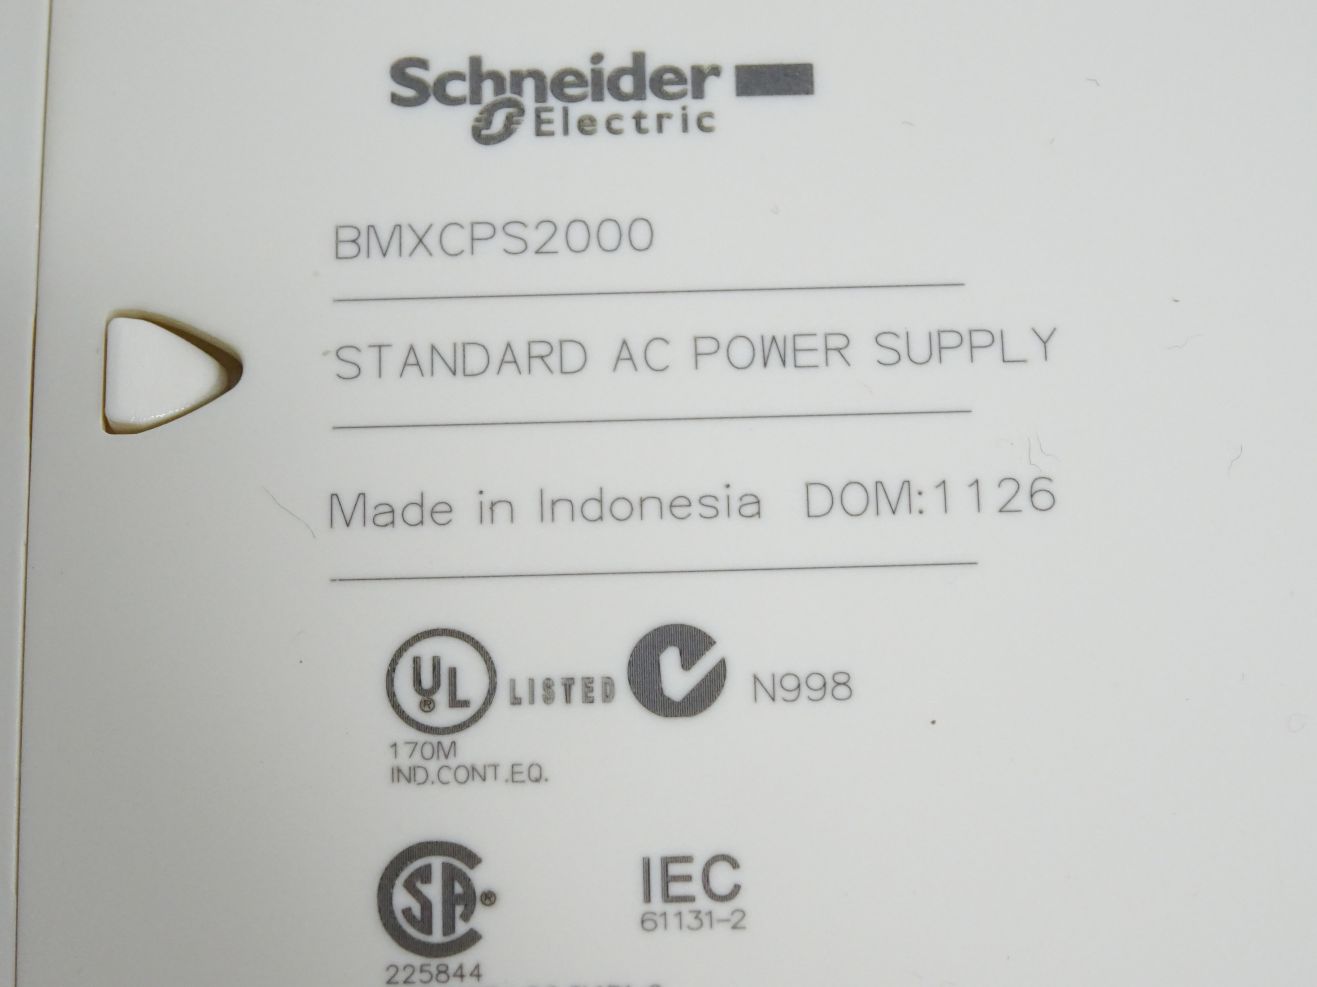 Schneider
Electric
BMXCPS2000
STANDARD AC POWER SUPPLY
Made in Indonesia DOM:1126
UL® LISTED N998
170M
IND.CONT.EQ.
SA® IEC
61131-2
225844